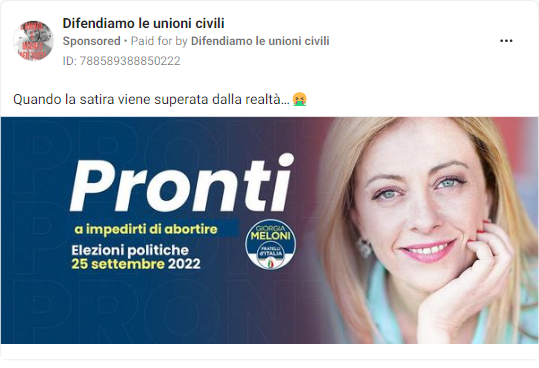 Difendiamo le unioni civili
Sponsored • Paid for by Difendiamo le unioni civili
ID: 788589388850222
Quando la satira viene superata dalla realtà... 🤮
Pronti
a impedirti di abortire
Elezioni politiche
25 settembre 2022
GIORGIA
MELONI
FRATELLI
d'ITALIA